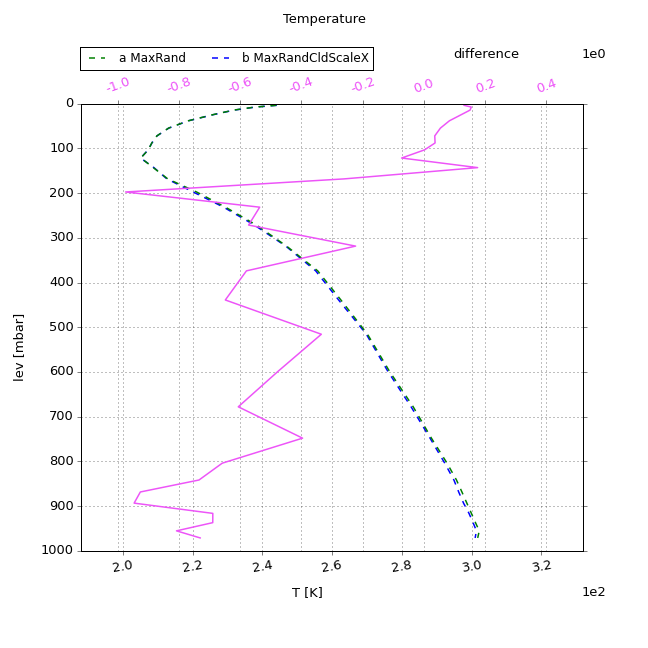 Temperature
a MaxRand
b MaxRandCldScaleX
difference
1e0
-1.0 -0.8 -0.6 -0.4 -0.2 0.0 0.2 0.4
0
100
200
300
400
500
600
700
800
900
1000
lev [mbar]
2.0 2.2 2.4 2.6 2.8 3.0 3.2
T [K]
1e2